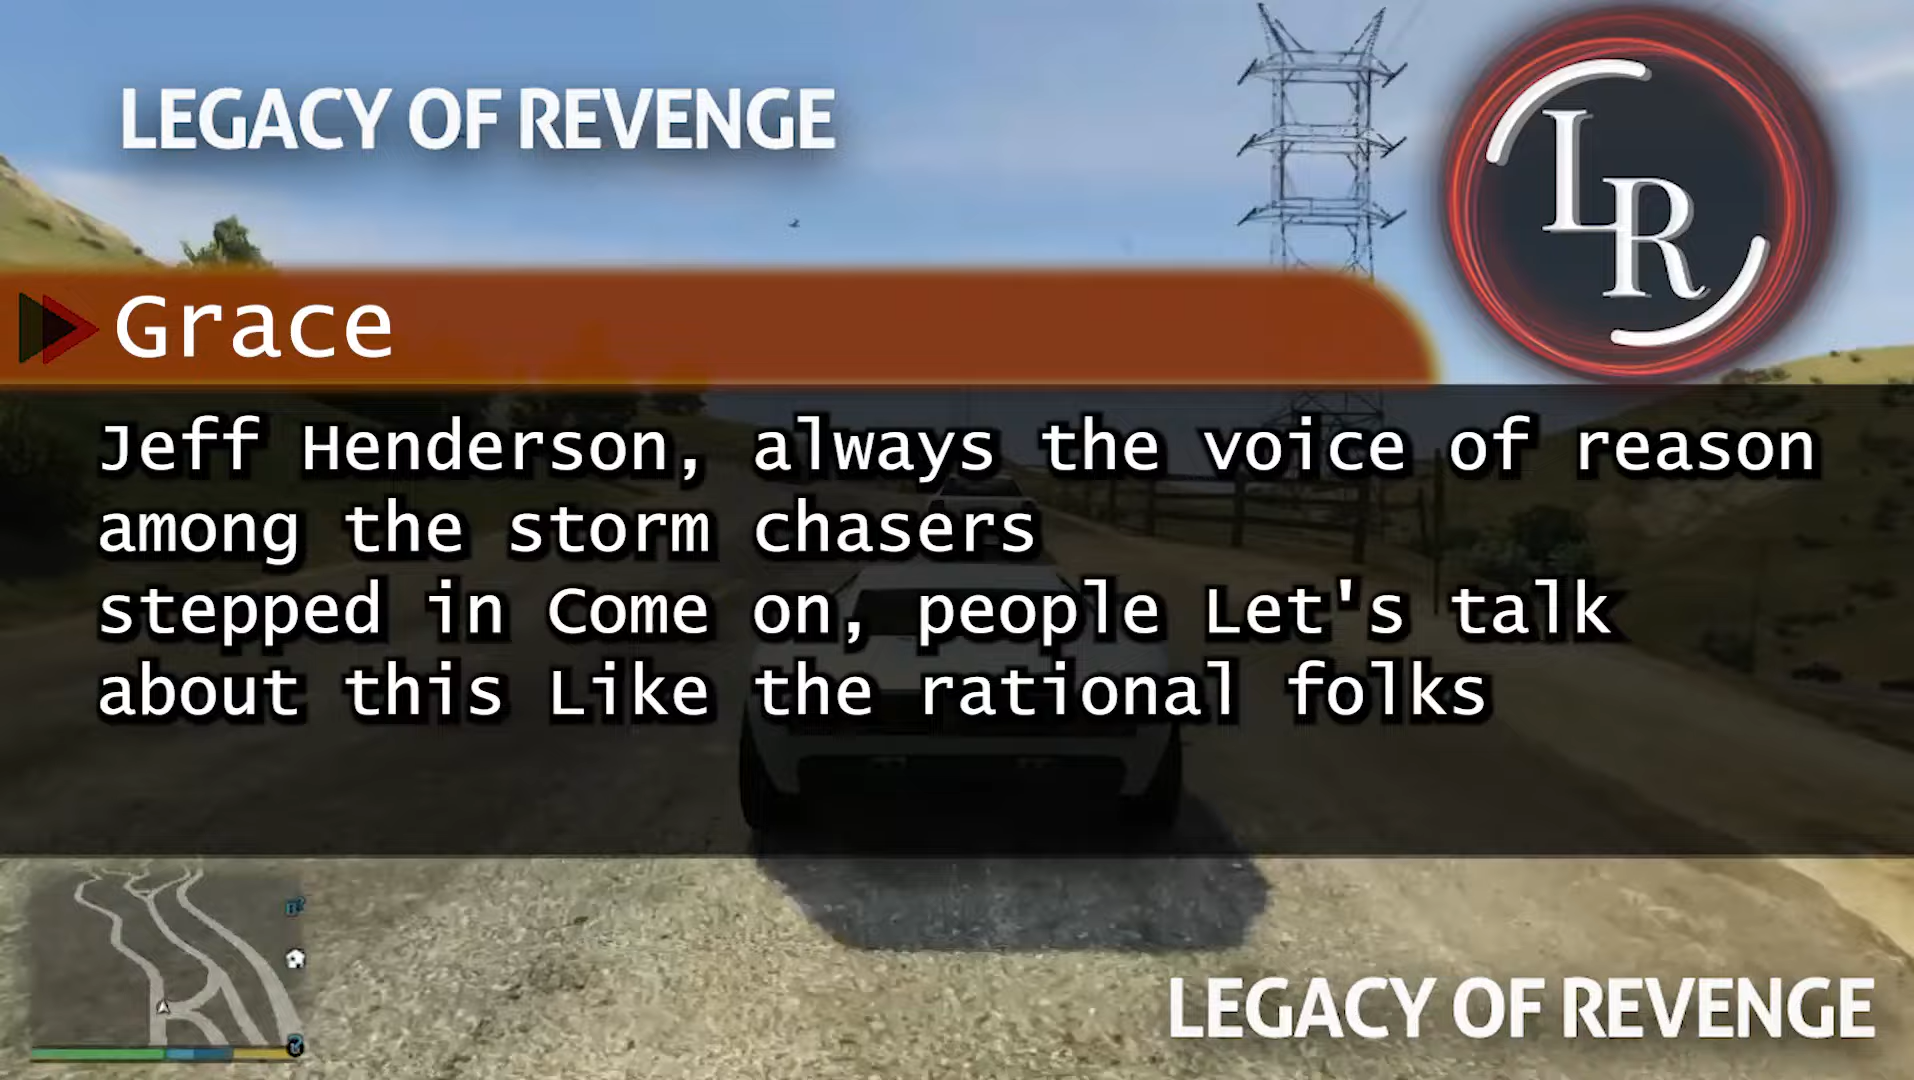 LEGACY OF REVENGE
LR
Grace
Jeff Henderson, always the voice of reason
among the storm chasers
stepped in Come on, people Let's talk
about this Like the rational folks
LEGACY OF REVENGE